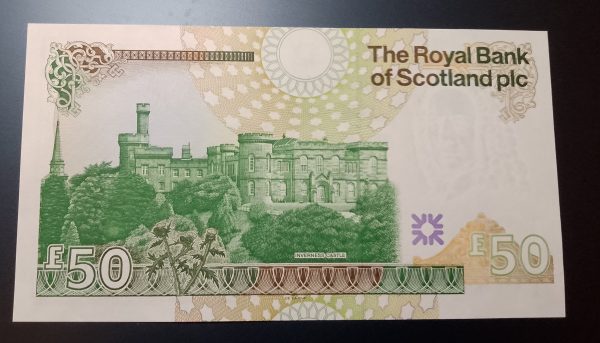 The Royal Bank
of Scotland plc
INVERNESS CASTLE
£50
£50